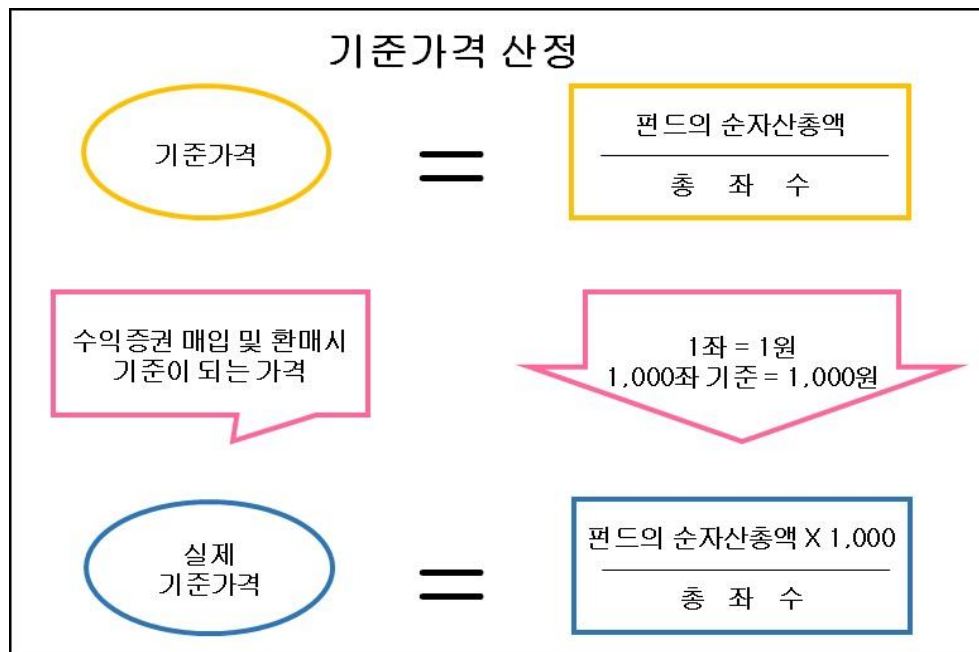 기준가격 산정
기준가격
=
펀드의 순자산총액
총 좌 수
수익증권 매입 및 환매시
기준이 되는 가격
1좌 = 1원
1,000좌 기준 = 1,000원
실제
기준가격
=
펀드의 순자산총액 X 1,000
총 좌 수